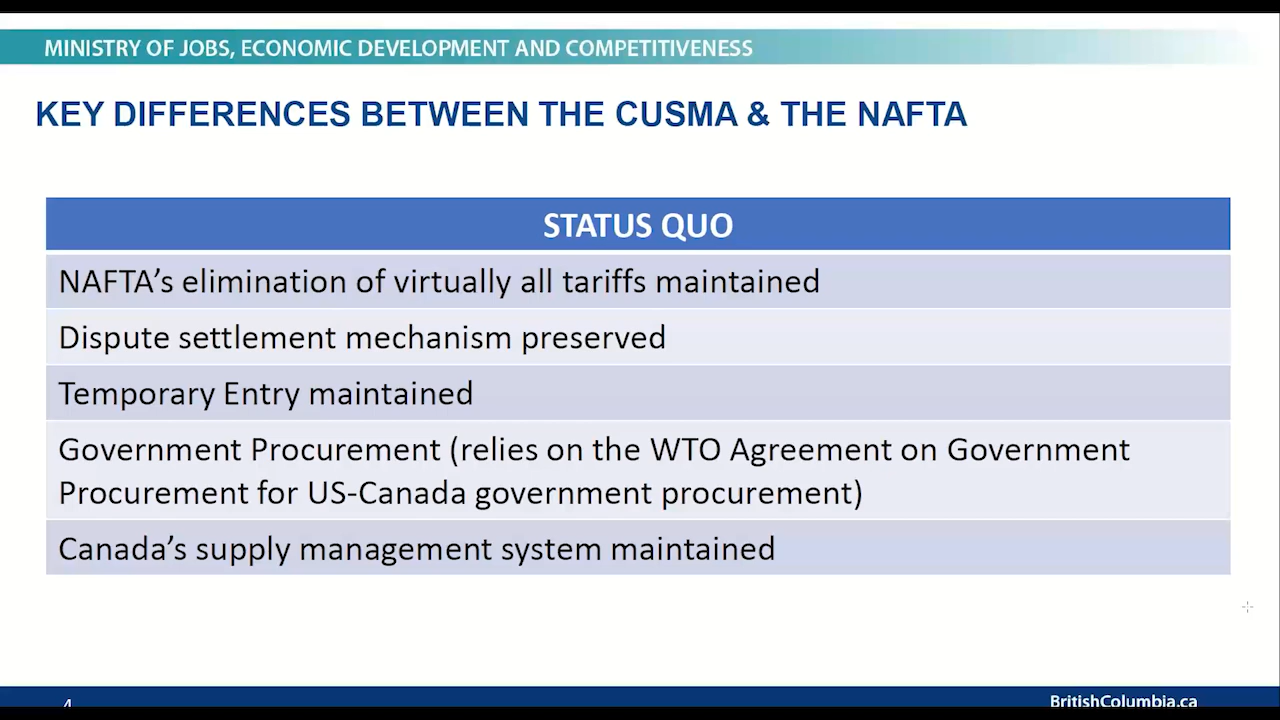 MINISTRY OF JOBS, ECONOMIC DEVELOPMENT AND COMPETITIVENESS
KEY DIFFERENCES BETWEEN THE CUSMA & THE NAFTA
STATUS QUO
NAFTA’s elimination of virtually all tariffs maintained
Dispute settlement mechanism preserved
Temporary Entry maintained
Government Procurement (relies on the WTO Agreement on Government
Procurement for US-Canada government procurement)
Canada’s supply management system maintained
4
BritishColumbia.ca